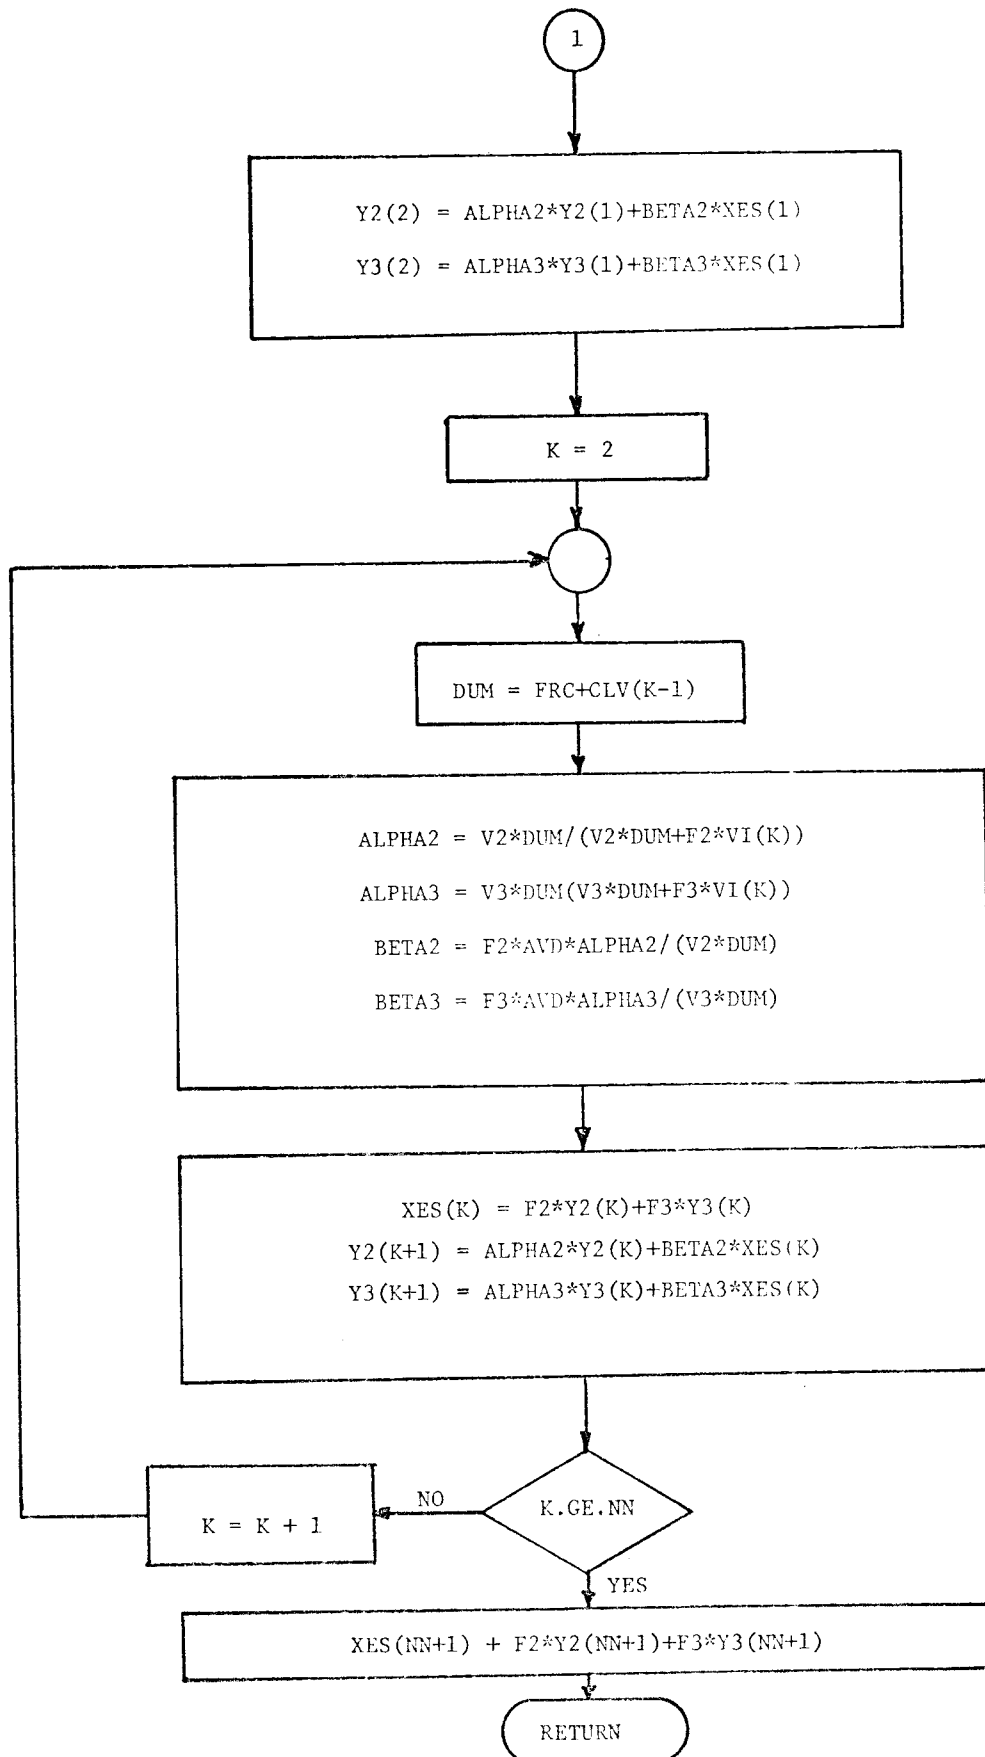 1
Y2(2) = ALPHA2*Y2(1)+BETA2*XES(1)
Y3(2) = ALPHA3*Y3(1)+BETA3*XES(1)
K = 2
DUM = FRC+CLV(K-1)
ALPHA2 = V2*DUM/(V2*DUM+F2*VI(K))
ALPHA3 = V3*DUM(V3*DUM+F3*VI(K))
BETA2 = F2*AVD*ALPHA2/(V2*DUM)
BETA3 = F3*AVD*ALPHA3/(V3*DUM)
XES(K) = F2*Y2(K)+F3*Y3(K)
Y2(K+1) = ALPHA2*Y2(K)+BETA2*XES(K)
Y3(K+1) = ALPHA3*Y3(K)+BETA3*XES(K)
K.GE.NN
NO
K = K + 1
YES
XES(NN+1) + F2*Y2(NN+1)+F3*Y3(NN+1)
RETURN